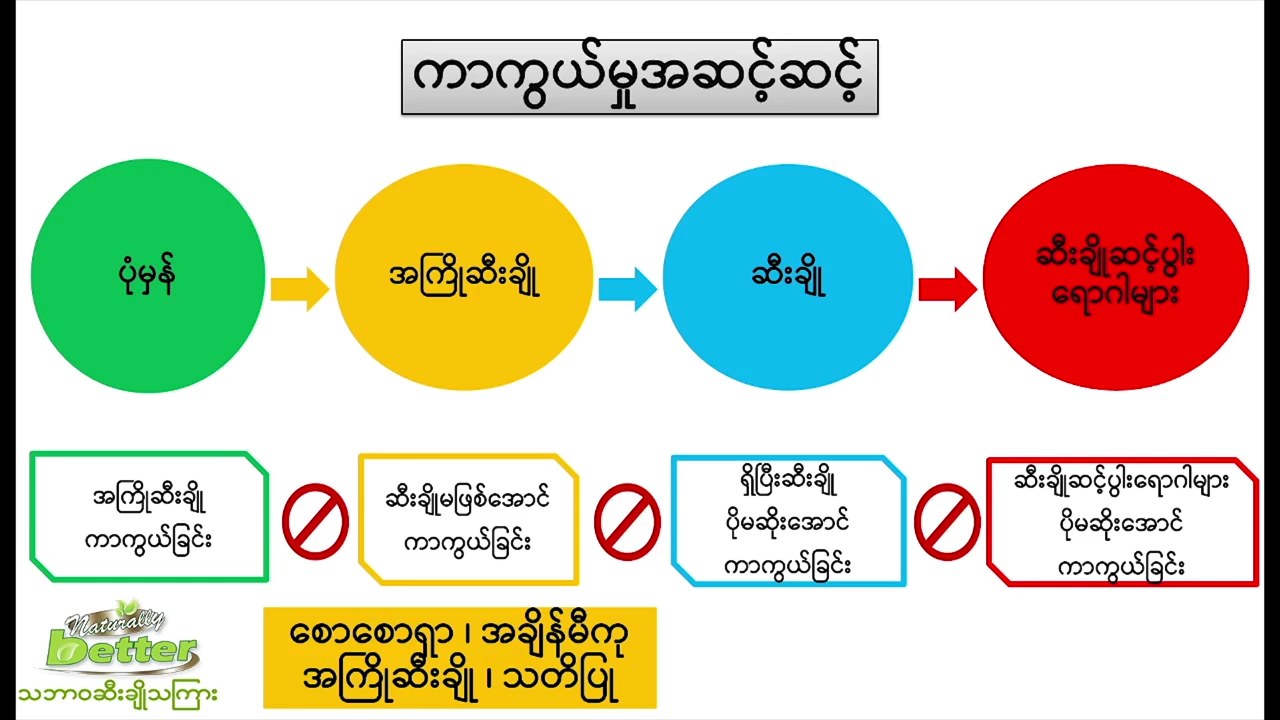 ကာကွယ်မှုအဆင့်ဆင့်
ပုံမှန်
အကြိုဆီးချို
ဆီးချို
ဆီးချိုဆင့်ပွါး
ရောဂါများ
အကြိုဆီးချို
ကာကွယ်ခြင်း
ဆီးချိုမဖြစ်အောင်
ကာကွယ်ခြင်း
ရှိပြီးဆီးချို
ပိုမဆိုးအောင်
ကာကွယ်ခြင်း
ဆီးချိုဆင့်ပွါးရောဂါများ
ပိုမဆိုးအောင်
ကာကွယ်ခြင်း
Naturally
better
သဘာဝဆီးချိုသကြား
စောစောရှာ ၊ အချိန်မီကု
အကြိုဆီးချို ၊ သတိပြု